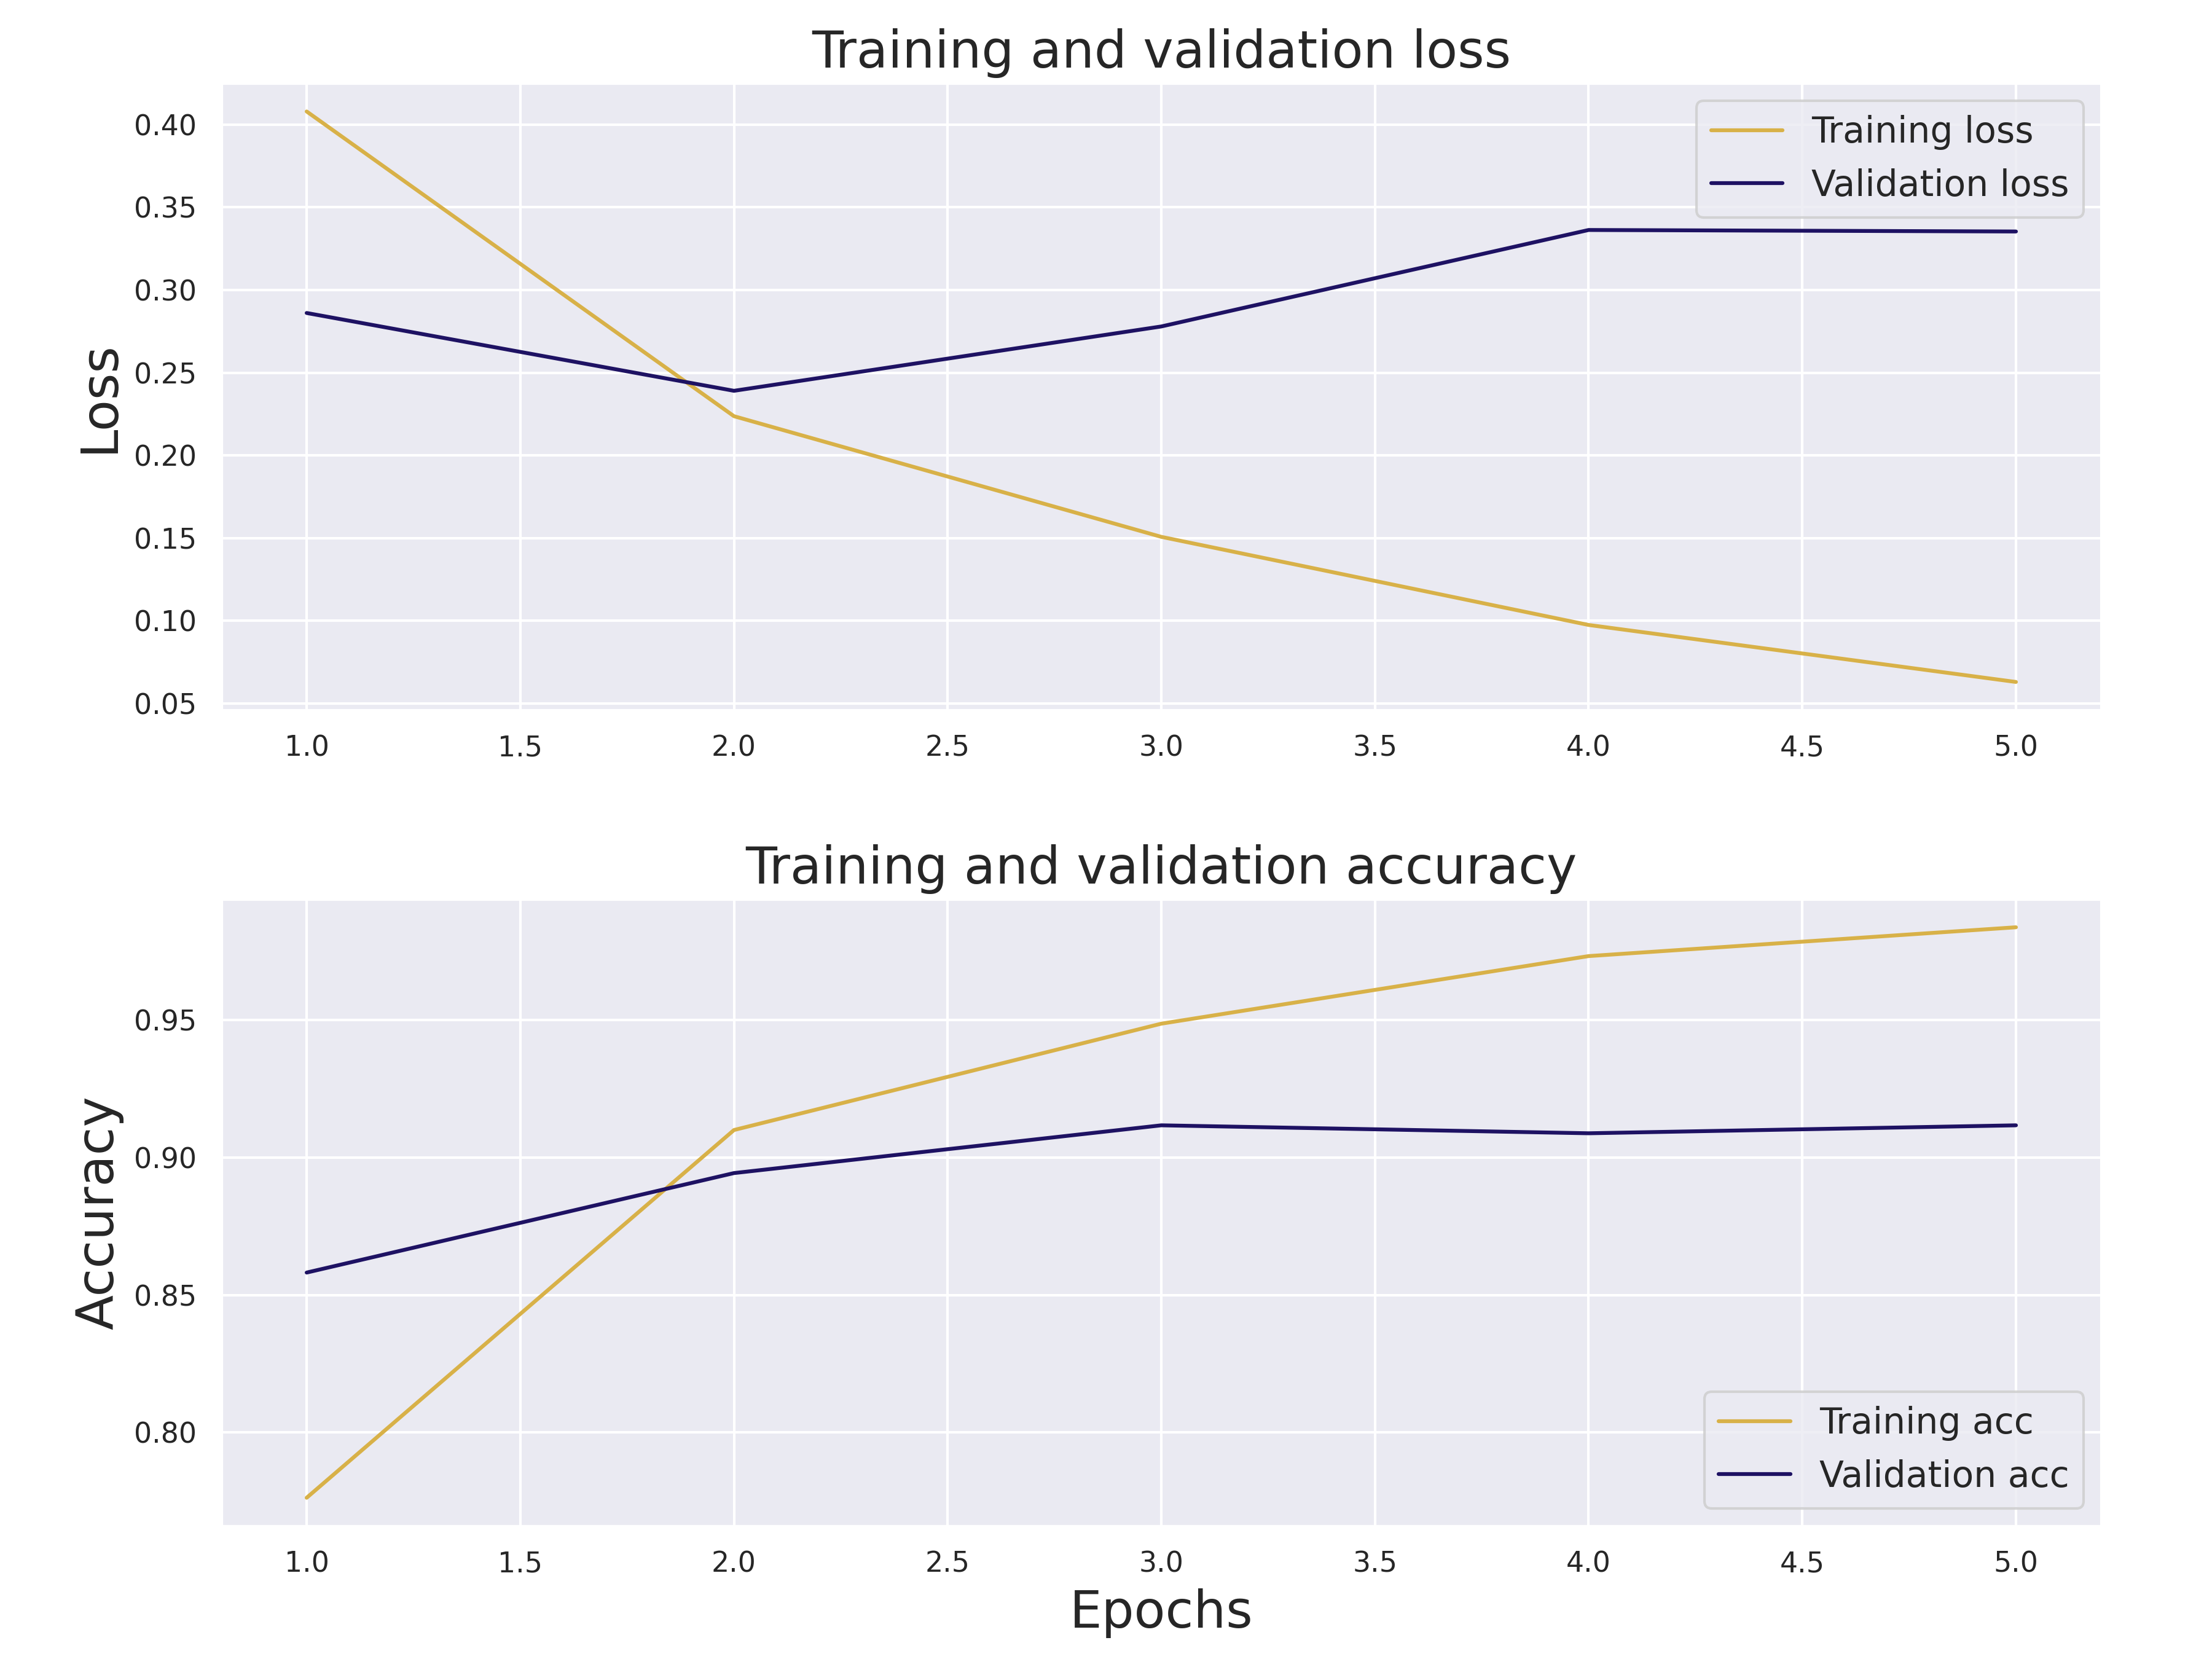 Training and validation loss
Loss
0.40
0.35
0.30
0.25
0.20
0.15
0.10
0.05
Training loss
Validation loss
1.0 1.5 2.0 2.5 3.0 3.5 4.0 4.5 5.0
Training and validation accuracy
Accuracy
0.95
0.90
0.85
0.80
Training acc
Validation acc
1.0 1.5 2.0 2.5 3.0 3.5 4.0 4.5 5.0
Epochs